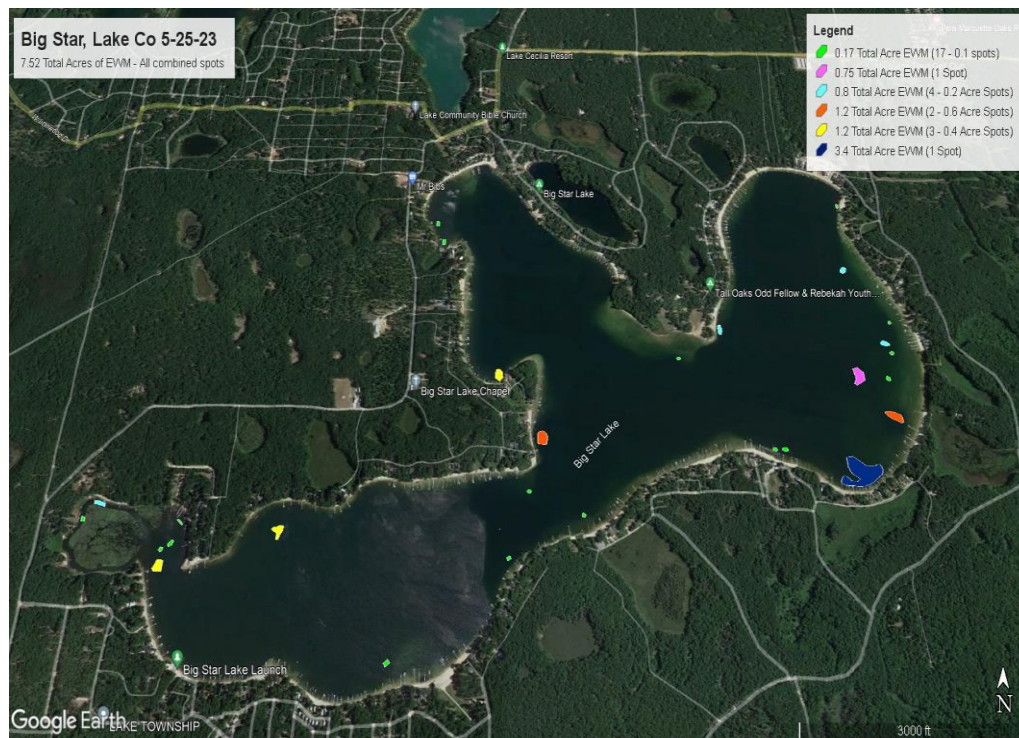 Big Star, Lake Co 5-25-23
7.52 Total Acres of EWM - All combined spots
Legend
0.17 Total Acre EWM (17 - 0.1 spots)
0.75 Total Acre EWM (1 Spot)
0.8 Total Acre EWM (4 - 0.2 Acre Spots)
1.2 Total Acre EWM (2 - 0.6 Acre Spots)
1.2 Total Acre EWM (3 - 0.4 Acre Spots)
3.4 Total Acre EWM (1 Spot)
Lake Cecilia Resort
Lake Community Bible Church
Mr Bibs
Big Star Lake
Tall Oaks Odd Fellow & Rebekah Youth...
Big Star Lake Chapel
Big Star Lake
Big Star Lake Launch
LAKE TOWNSHIP
Google Earth
N
3000 ft